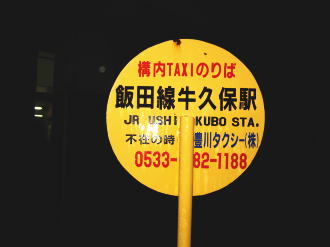 構内TAXIのりば
飯田線牛久保駅
JR USHI KUBO STA.
不在の時 豊川タクシー(株)
0533- 82-1188